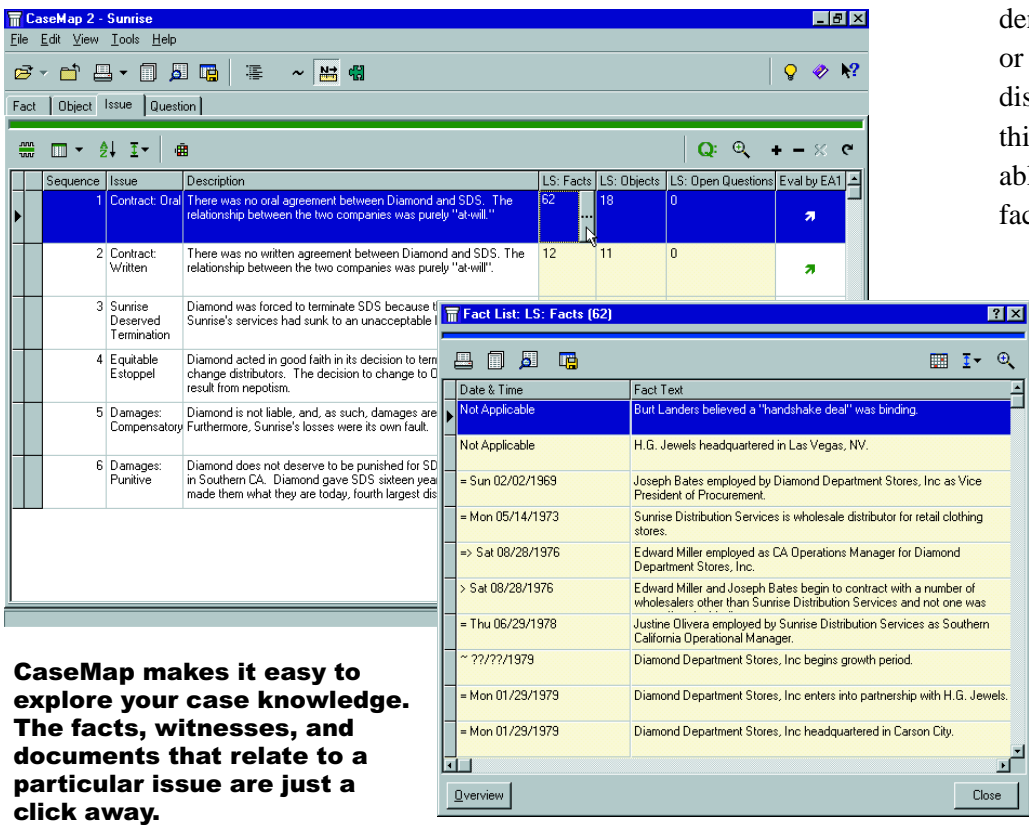 CaseMap 2 - Sunrise
File Edit View Tools Help
Fact Object Issue Question
Q:
Sequence Issue Description LS: Facts LS: Objects LS: Open Questions Eval by EA1
1 Contract: Oral There was no oral agreement between Diamond and SDS. The 62 18 0
relationship between the two companies was purely "at-will."
2 Contract: There was no written agreement between Diamond and SDS. The 12 11 0
Written relationship between the two companies was purely "at-will".
3 Sunrise Diamond was forced to terminate SDS because
Deserved Sunrise's services had sunk to an unacceptable
Termination
4 Equitable Diamond acted in good faith in its decision to
Estoppel change distributors. The decision to change to
result from nepotism.
5 Damages: Diamond is not liable, and, as such, damages are
Compensatory Furthermore, Sunrise's losses were its own fault.
6 Damages: Diamond does not deserve to be punished for
Punitive in Southern CA. Diamond gave SDS sixteen
made them what they are today, fourth largest
Fact List: LS: Facts (62)
Date & Time Fact Text
Not Applicable Burt Landers believed a "handshake deal" was binding.
Not Applicable H.G. Jewels headquartered in Las Vegas, NV.
= Sun 02/02/1969 Joseph Bates employed by Diamond Department Stores, Inc as Vice
President of Procurement.
= Mon 05/14/1973 Sunrise Distribution Services is wholesale distributor for retail clothing
stores.
=> Sat 08/28/1976 Edward Miller employed as CA Operations Manager for Diamond
Department Stores, Inc.
> Sat 08/28/1976 Edward Miller and Joseph Bates begin to contract with a number of
wholesalers other than Sunrise Distribution Services and not one was
= Thu 06/29/1978 Justine Olivera employed by Sunrise Distribution Services as Southern
California Operational Manager.
~ ??/??/1979 Diamond Department Stores, Inc begins growth period.
= Mon 01/29/1979 Diamond Department Stores, Inc enters into partnership with H.G. Jewels.
= Mon 01/29/1979 Diamond Department Stores, Inc headquartered in Carson City.
Overview Close
CaseMap makes it easy to
explore your case knowledge.
The facts, witnesses, and
documents that relate to a
particular issue are just a
click away.
or